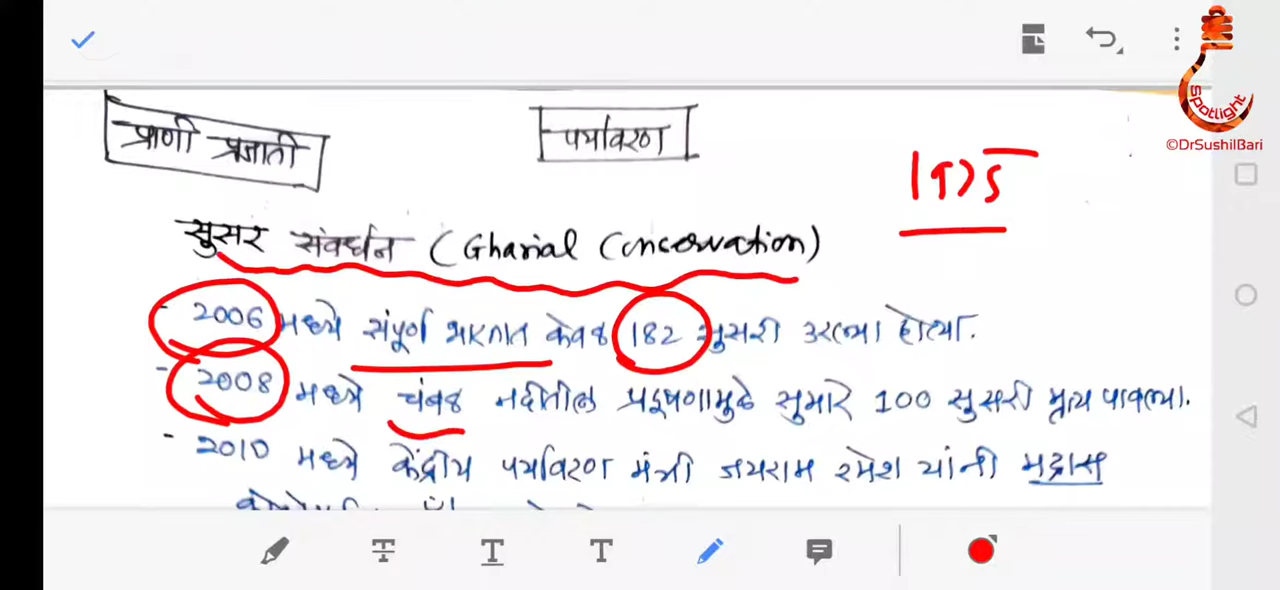 Spotlight
©DrSushilBari
प्राणी प्रजाती
पर्यावरण
1975
सुसर संवर्धन (Gharial Conservation)
- 2006 मध्ये संपूर्ण भारतात केवळ 182 सुसरी उरल्या होत्या.
- 2008 मध्ये चंबळ नदीतील प्रदूषणामुळे सुमारे 100 सुसरी मृत्य पावल्या.
- 2010 मध्ये केंद्रीय पर्यावरण मंत्री जयराम रमेश यांनी मद्रास
T T